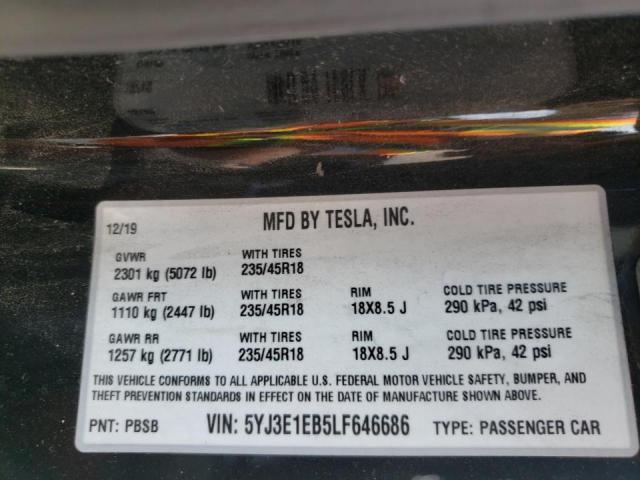 MFD BY TESLA, INC.
12/19
GVWR WITH TIRES
2301 kg (5072 lb) 235/45R18
GAWR FRT WITH TIRES RIM COLD TIRE PRESSURE
1110 kg (2447 lb) 235/45R18 18X8.5 J 290 kPa, 42 psi
GAWR RR WITH TIRES RIM COLD TIRE PRESSURE
1257 kg (2771 lb) 235/45R18 18X8.5 J 290 kPa, 42 psi
THIS VEHICLE CONFORMS TO ALL APPLICABLE U.S. FEDERAL MOTOR VEHICLE SAFETY, BUMPER, AND
THEFT PREVENTION STANDARDS IN EFFECT ON THE DATE OF MANUFACTURE SHOWN ABOVE.
PNT: PBSB VIN: 5YJ3E1EB5LF646686 TYPE: PASSENGER CAR